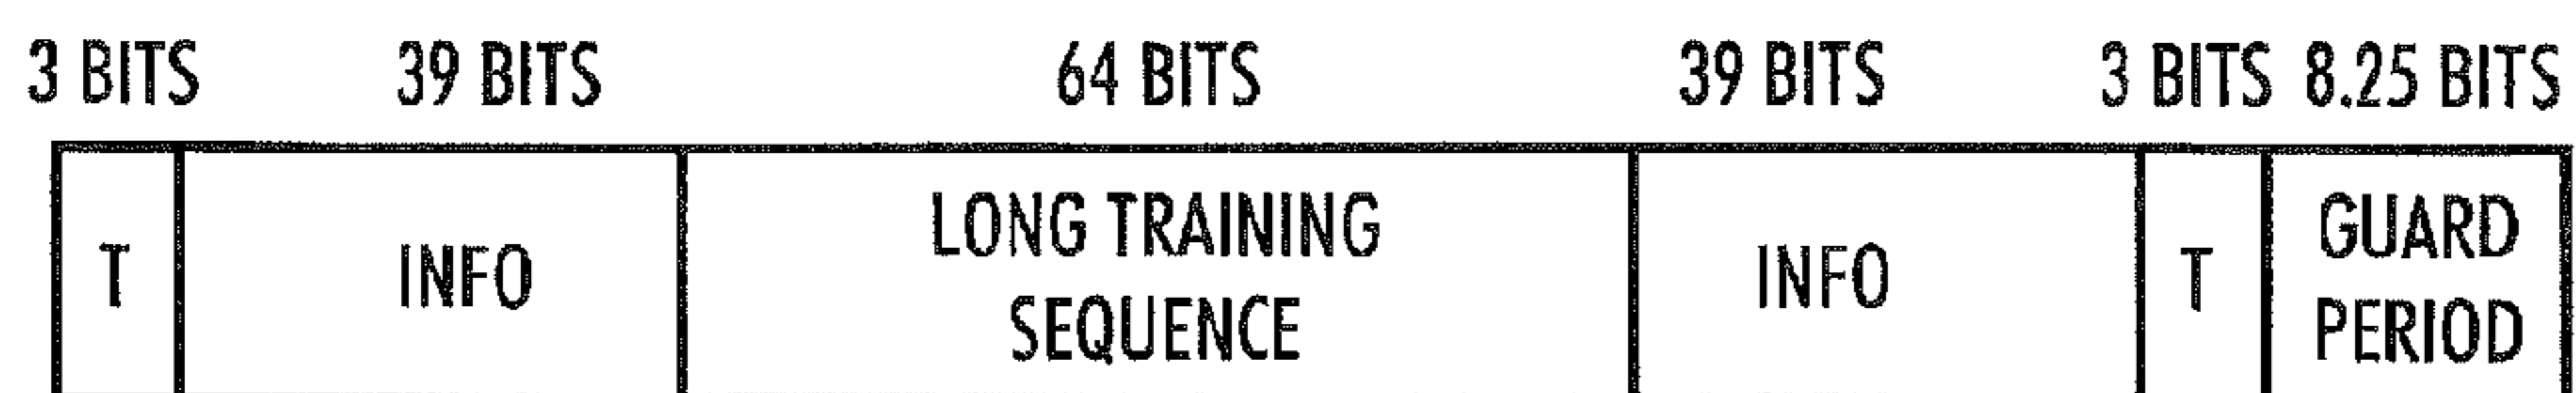 3 BITS 39 BITS 64 BITS 39 BITS 3 BITS 8.25 BITS
T INFO LONG TRAINING SEQUENCE INFO T GUARD PERIOD